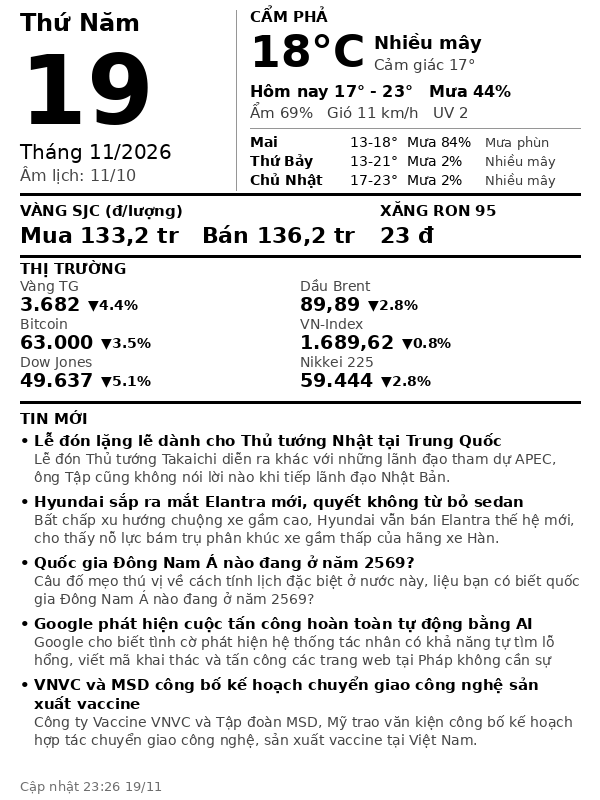 Thứ Năm
19
Tháng 11/2026
Âm lịch: 11/10
CẨM PHẢ
18°C Nhiều mây
Cảm giác 17°
Hôm nay 17° - 23° Mưa 44%
Ẩm 69% Gió 11 km/h UV 2
Mai 13-18° Mưa 84% Mưa phùn
Thứ Bảy 13-21° Mưa 2% Nhiều mây
Chủ Nhật 17-23° Mưa 2% Nhiều mây
VÀNG SJC (đ/lượng)
Mua 133,2 tr Bán 136,2 tr
XĂNG RON 95
23 đ
THỊ TRƯỜNG
Vàng TG
3.682 ▼4.4%
Dầu Brent
89,89 ▼2.8%
Bitcoin
63.000 ▼3.5%
VN-Index
1.689,62 ▼0.8%
Dow Jones
49.637 ▼5.1%
Nikkei 225
59.444 ▼2.8%
TIN MỚI
• Lễ đón lặng lẽ dành cho Thủ tướng Nhật tại Trung Quốc
Lễ đón Thủ tướng Takaichi diễn ra khác với những lãnh đạo tham dự APEC,
ông Tập cũng không nói lời nào khi tiếp lãnh đạo Nhật Bản.
• Hyundai sắp ra mắt Elantra mới, quyết không từ bỏ sedan
Bất chấp xu hướng chuộng xe gầm cao, Hyundai vẫn bán Elantra thế hệ mới,
cho thấy nỗ lực bám trụ phân khúc xe gầm thấp của hãng xe Hàn.
• Quốc gia Đông Nam Á nào đang ở năm 2569?
Câu đố mẹo thú vị về cách tính lịch đặc biệt ở nước này, liệu bạn có biết quốc
gia Đông Nam Á nào đang ở năm 2569?
• Google phát hiện cuộc tấn công hoàn toàn tự động bằng AI
Google cho biết tình cờ phát hiện hệ thống tác nhân có khả năng tự tìm lỗ
hổng, viết mã khai thác và tấn công các trang web tại Pháp không cần sự
• VNVC và MSD công bố kế hoạch chuyển giao công nghệ sản
xuất vaccine
Công ty Vaccine VNVC và Tập đoàn MSD, Mỹ trao văn kiện công bố kế hoạch
hợp tác chuyển giao công nghệ, sản xuất vaccine tại Việt Nam.
Cập nhật 23:26 19/11